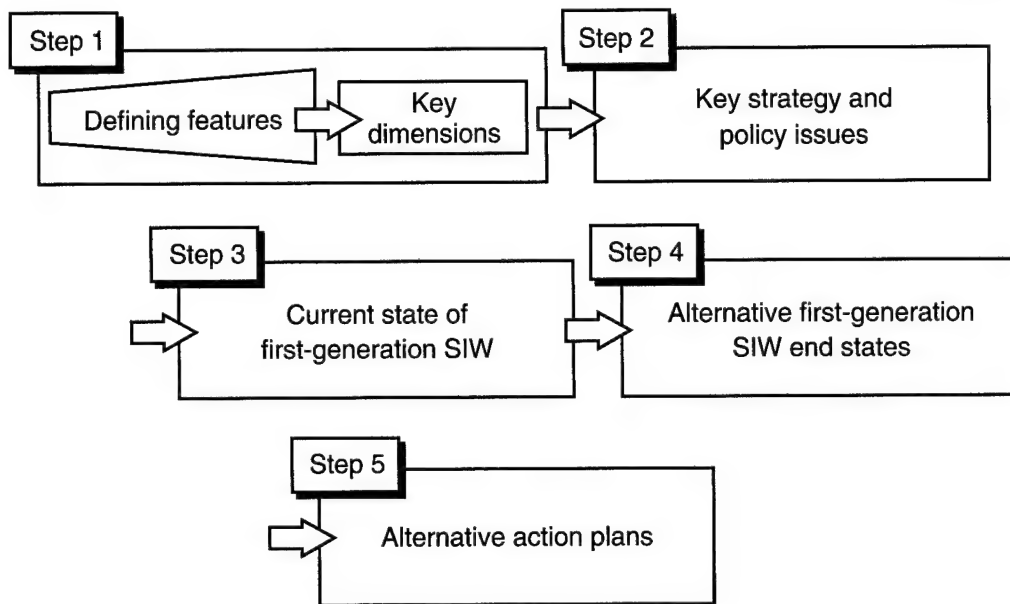 Step 1
Defining features
Key
dimensions
Step 2
Key strategy and
policy issues
Step 3
Current state of
first-generation SIW
Step 4
Alternative first-generation
SIW end states
Step 5
Alternative action plans